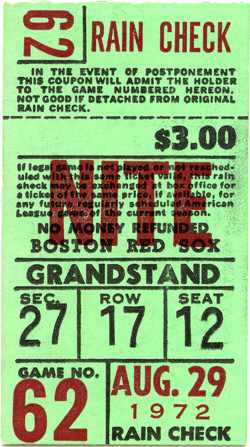 62
RAIN CHECK
IN THE EVENT OF POSTPONEMENT
THIS COUPON WILL ADMIT THE HOLDER
TO THE GAME NUMBERED HEREON.
NOT GOOD IF DETACHED FROM ORIGINAL
RAIN CHECK.
$3.00
NTL
If legal game is not played or not resched-
uled with this same ticket valid, this rain
check may be exchanged at box office for
a ticket of the same price, if available, for
any future regularly scheduled American
League game of the current season.
NO MONEY REFUNDED
BOSTON RED SOX
GRANDSTAND
SEC. ROW SEAT
27 17 12
GAME NO.
62
AUG. 29
1972
RAIN CHECK